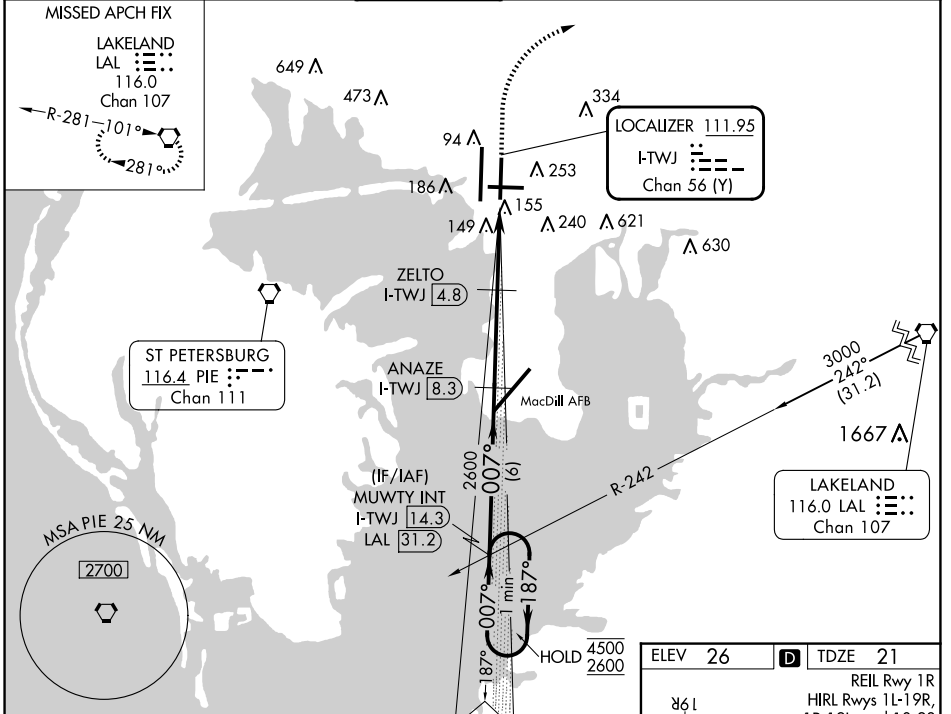 MISSED APCH FIX
LAKELAND
LAL
116.0
Chan 107
R-281
101°
281°
649
473
334
94
LOCALIZER 111.95
I-TWJ
Chan 56 (Y)
253
186
155
149
240
621
630
ZELTO
I-TWJ 4.8
ST PETERSBURG
116.4 PIE
Chan 111
ANAZE
I-TWJ 8.3
MacDill AFB
3000
242°
(31.2)
1667
2600
007°
(6)
R-242
(IF/IAF)
MUWTY INT
I-TWJ 14.3
LAL 31.2
LAKELAND
116.0 LAL
Chan 107
MSA PIE 25 NM
2700
007°
1 min
187°
187°
HOLD 4500
2600
ELEV 26 D TDZE 21
REIL Rwy 1R
19R
HIRL Rwys 1L-19R,